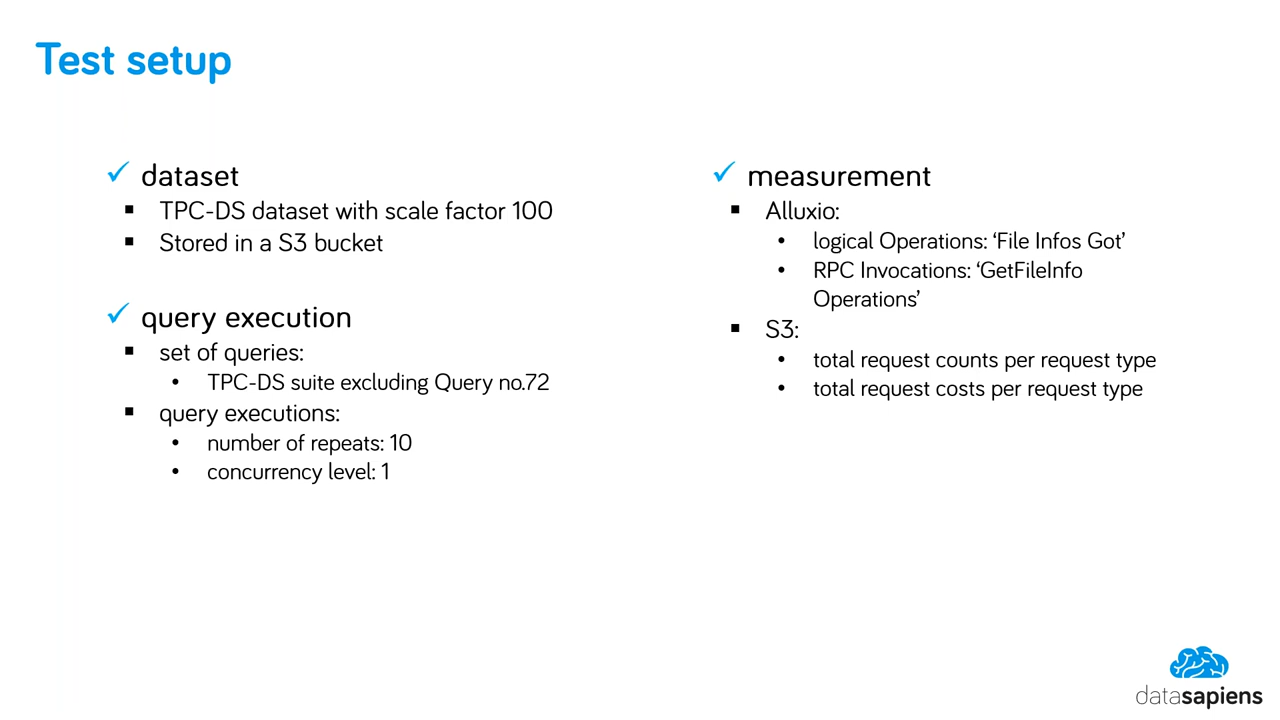 Test setup
dataset
TPC-DS dataset with scale factor 100
Stored in a S3 bucket
query execution
set of queries:
TPC-DS suite excluding Query no.72
query executions:
number of repeats: 10
concurrency level: 1
measurement
Alluxio:
logical Operations: ‘File Infos Got’
RPC Invocations: ‘GetFileInfo
Operations’
S3:
total request counts per request type
total request costs per request type
datasapiens